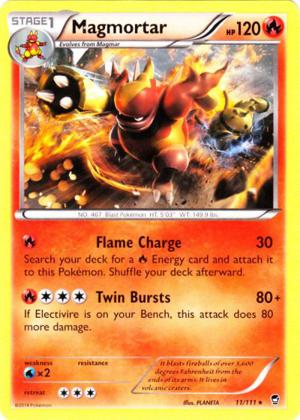 STAGE1 Magmortar HP120
Evolves from Magmar
NO. 467 Blast Pokémon HT. 5'03" WT. 149.9 lbs.
Flame Charge 30
Search your deck for a Energy card and attach it
to this Pokémon. Shuffle your deck afterward.
Twin Bursts 80+
If Electivire is on your Bench, this attack does 80
more damage.
weakness resistance
×2
It blasts fireballs of over 3,600
degrees Fahrenheit from the
ends of its arms. It lives
in volcanic craters.
retreat
©2014 Pokémon
Illus. PLANETA
11/111